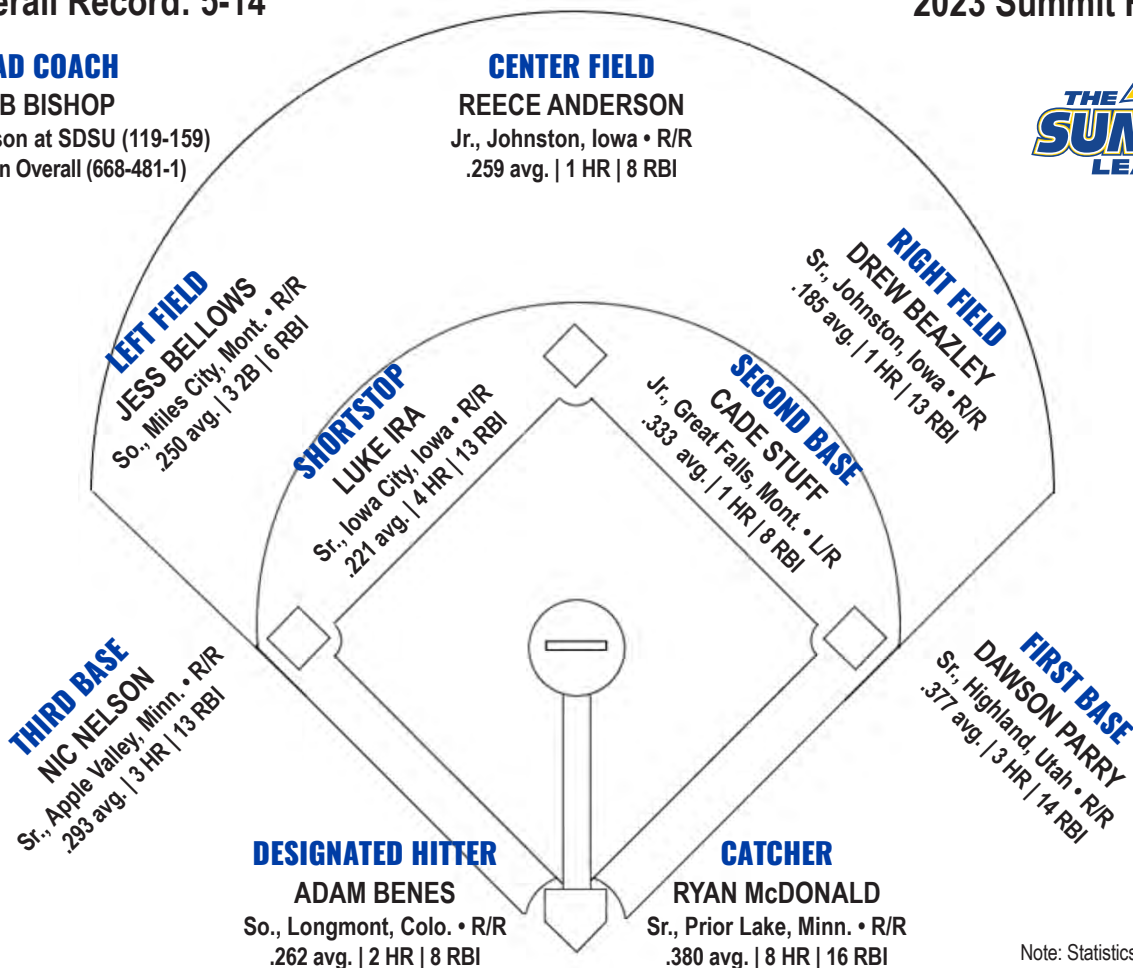 Overall Record: 5-14
2023 Summit
HEAD COACH
BISHOP
at SDSU (119-159)
Overall (668-481-1)
CENTER FIELD
REECE ANDERSON
Jr., Johnston, Iowa • R/R
.259 avg. | 1 HR | 8 RBI
THE
SUMMIT
LEAGUE
LEFT FIELD
JESS BELLOWS
So., Miles City, Mont. • R/R
.250 avg. | 3 2B | 6 RBI
RIGHT FIELD
DREW BEAZLEY
Sr., Johnston, Iowa • R/R
.185 avg. | 1 HR | 13 RBI
SHORTSTOP
LUKE IRA
Sr., Iowa City, Iowa • R/R
.221 avg. | 4 HR | 13 RBI
SECOND BASE
CADE STUFF
Jr., Great Falls, Mont. • L/R
.333 avg. | 1 HR | 8 RBI
THIRD BASE
NIC NELSON
Sr., Apple Valley, Minn. • R/R
.293 avg. | 3 HR | 13 RBI
FIRST BASE
DAWSON PARRY
Sr., Highland, Utah • R/R
.377 avg. | 3 HR | 14 RBI
DESIGNATED HITTER
ADAM BENES
So., Longmont, Colo. • R/R
.262 avg. | 2 HR | 8 RBI
CATCHER
RYAN McDONALD
Sr., Prior Lake, Minn. • R/R
.380 avg. | 8 HR | 16 RBI
Note: Statistics